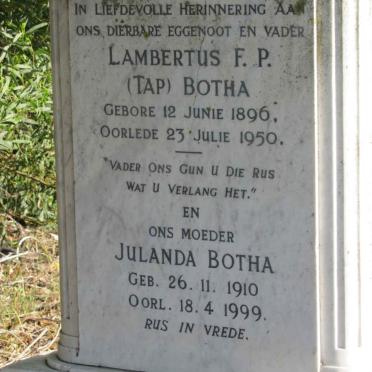 IN LIEFDEVOLLE HERINNERING AAN
ONS DIERBARE EGGENOOT EN VADER
LAMBERTUS F. P.
(TAP) BOTHA
GEBORE 12 JUNIE 1896,
OORLEDE 23 JULIE 1950.
"VADER ONS GUN U DIE RUS
WAT U VERLANG HET."
EN
ONS MOEDER
JULANDA BOTHA
GEB. 26. 11. 1910
OORL. 18. 4 1999.
RUS IN VREDE.